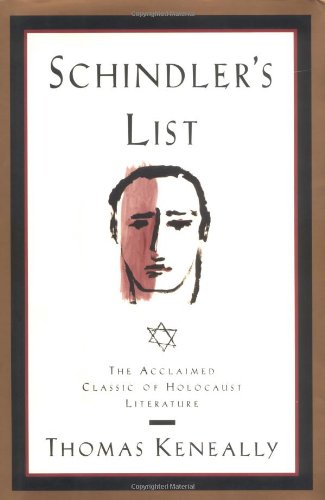 SCHINDLER'S
LIST
THE ACCLAIMED
CLASSIC OF HOLOCAUST
LITERATURE
THOMAS KENEALLY